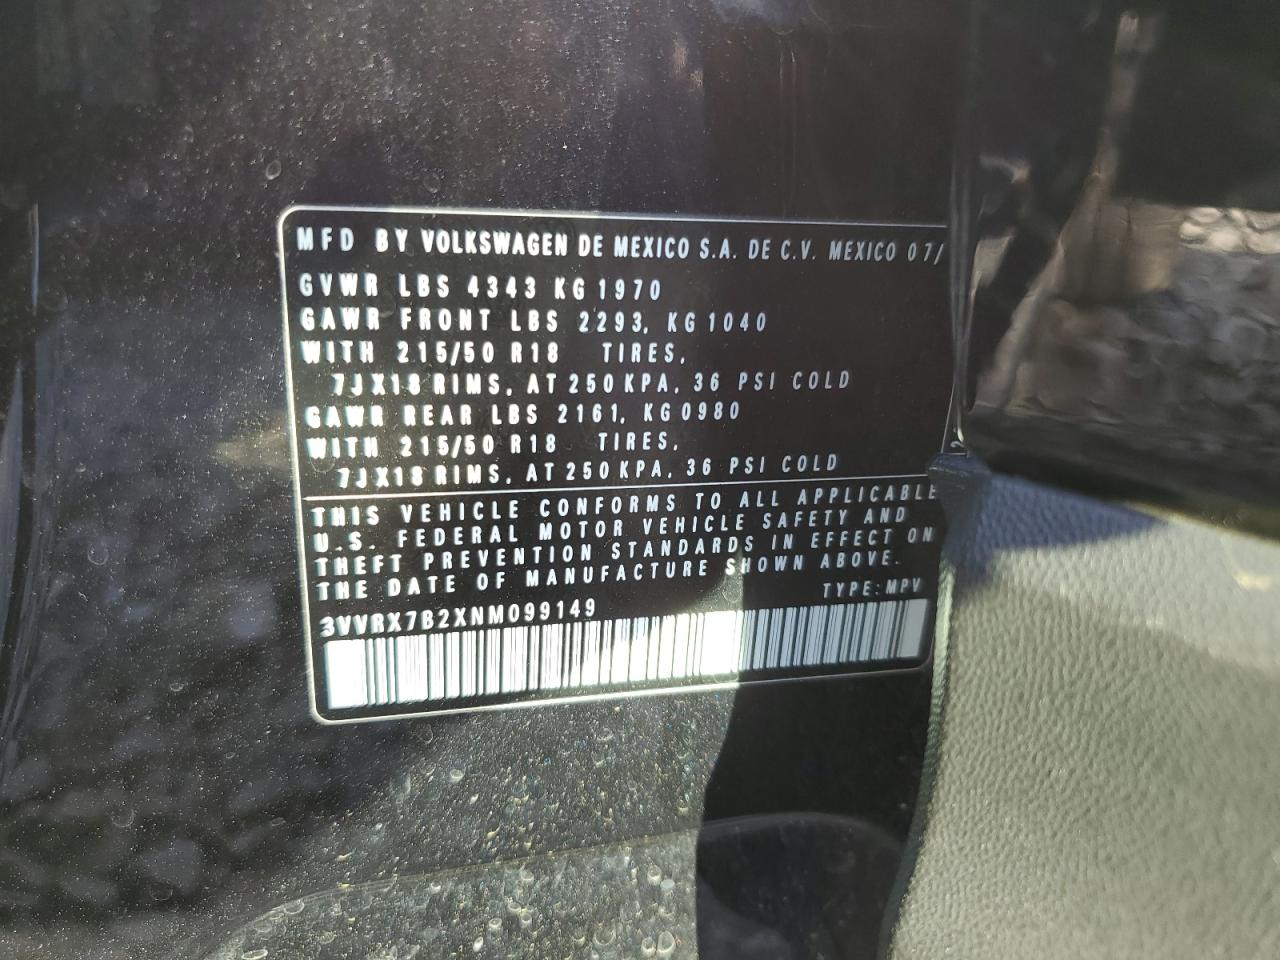 MFD BY VOLKSWAGEN DE MEXICO S.A. DE C.V. MEXICO 07/
GVWR LBS 4343 KG 1970
GAWR FRONT LBS 2293, KG 1040
WITH 215/50 R18 TIRES,
7JX18 RIMS, AT 250 KPA, 36 PSI COLD
GAWR REAR LBS 2161, KG 0980
WITH 215/50 R18 TIRES,
7JX18 RIMS, AT 250 KPA, 36 PSI COLD
THIS VEHICLE CONFORMS TO ALL APPLICABLE
U.S. FEDERAL MOTOR VEHICLE SAFETY AND
THEFT PREVENTION STANDARDS IN EFFECT ON
THE DATE OF MANUFACTURE SHOWN ABOVE.
TYPE: MPV
3VVRX7B2XNM099149